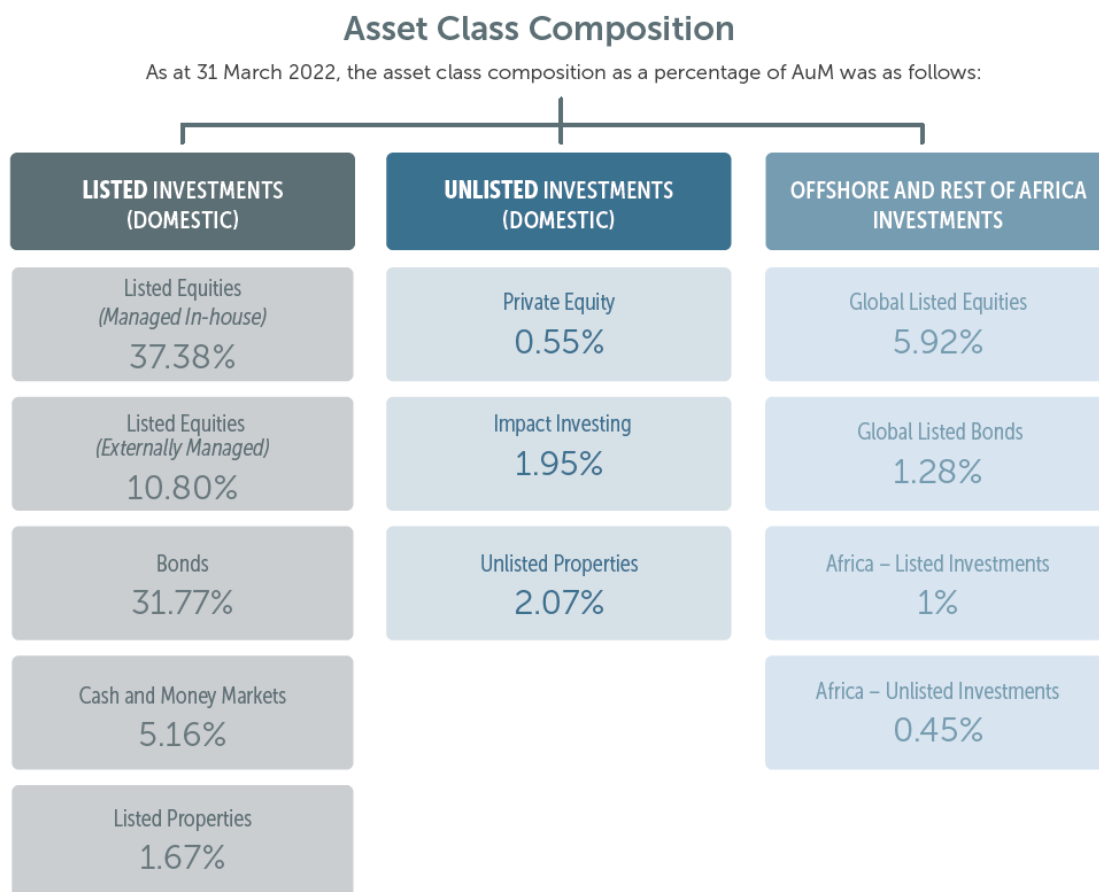 Asset Class Composition
As at 31 March 2022, the asset class composition as a percentage of AuM was as follows:
LISTED INVESTMENTS
(DOMESTIC)
Listed Equities
(Managed In-house)
37.38%
Listed Equities
(Externally Managed)
10.80%
Bonds
31.77%
Cash and Money Markets
5.16%
Listed Properties
1.67%
UNLISTED INVESTMENTS
(DOMESTIC)
Private Equity
0.55%
Impact Investing
1.95%
Unlisted Properties
2.07%
OFFSHORE AND REST OF AFRICA
INVESTMENTS
Global Listed Equities
5.92%
Global Listed Bonds
1.28%
Africa – Listed Investments
1%
Africa – Unlisted Investments
0.45%